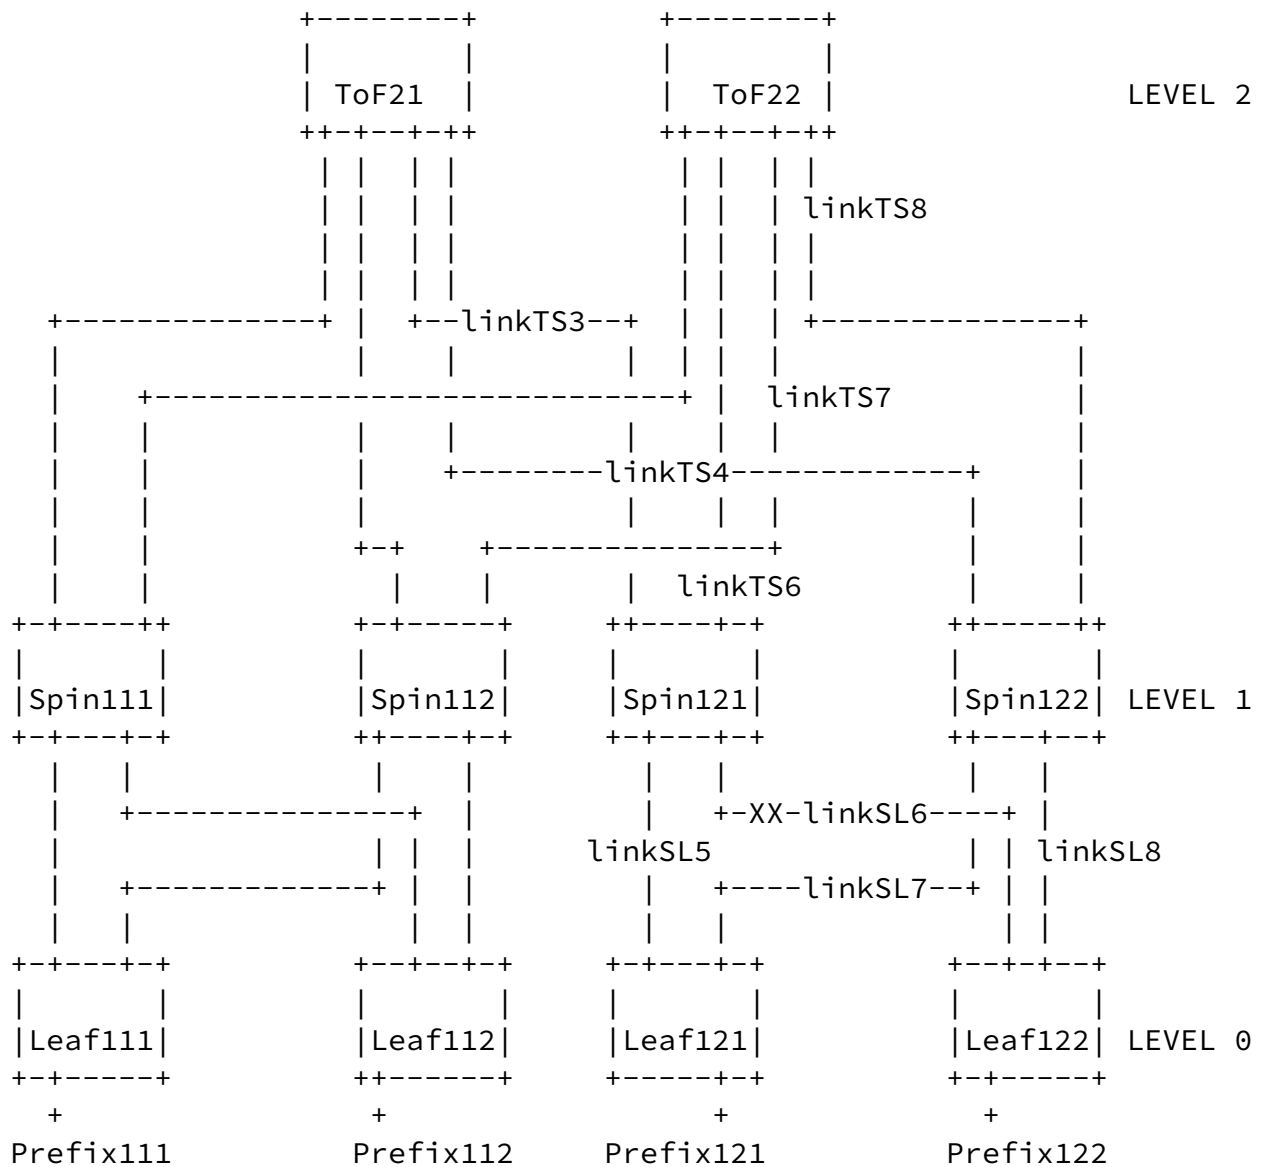 ToF21 ToF22 LEVEL 2
linkTS8
linkTS3
linkTS7
linkTS4
linkTS6
Spin111 Spin112 Spin121 Spin122 LEVEL 1
XX linkSL6
linkSL5 linkSL8
linkSL7
Leaf111 Leaf112 Leaf121 Leaf122 LEVEL 0
Prefix111 Prefix112 Prefix121 Prefix122